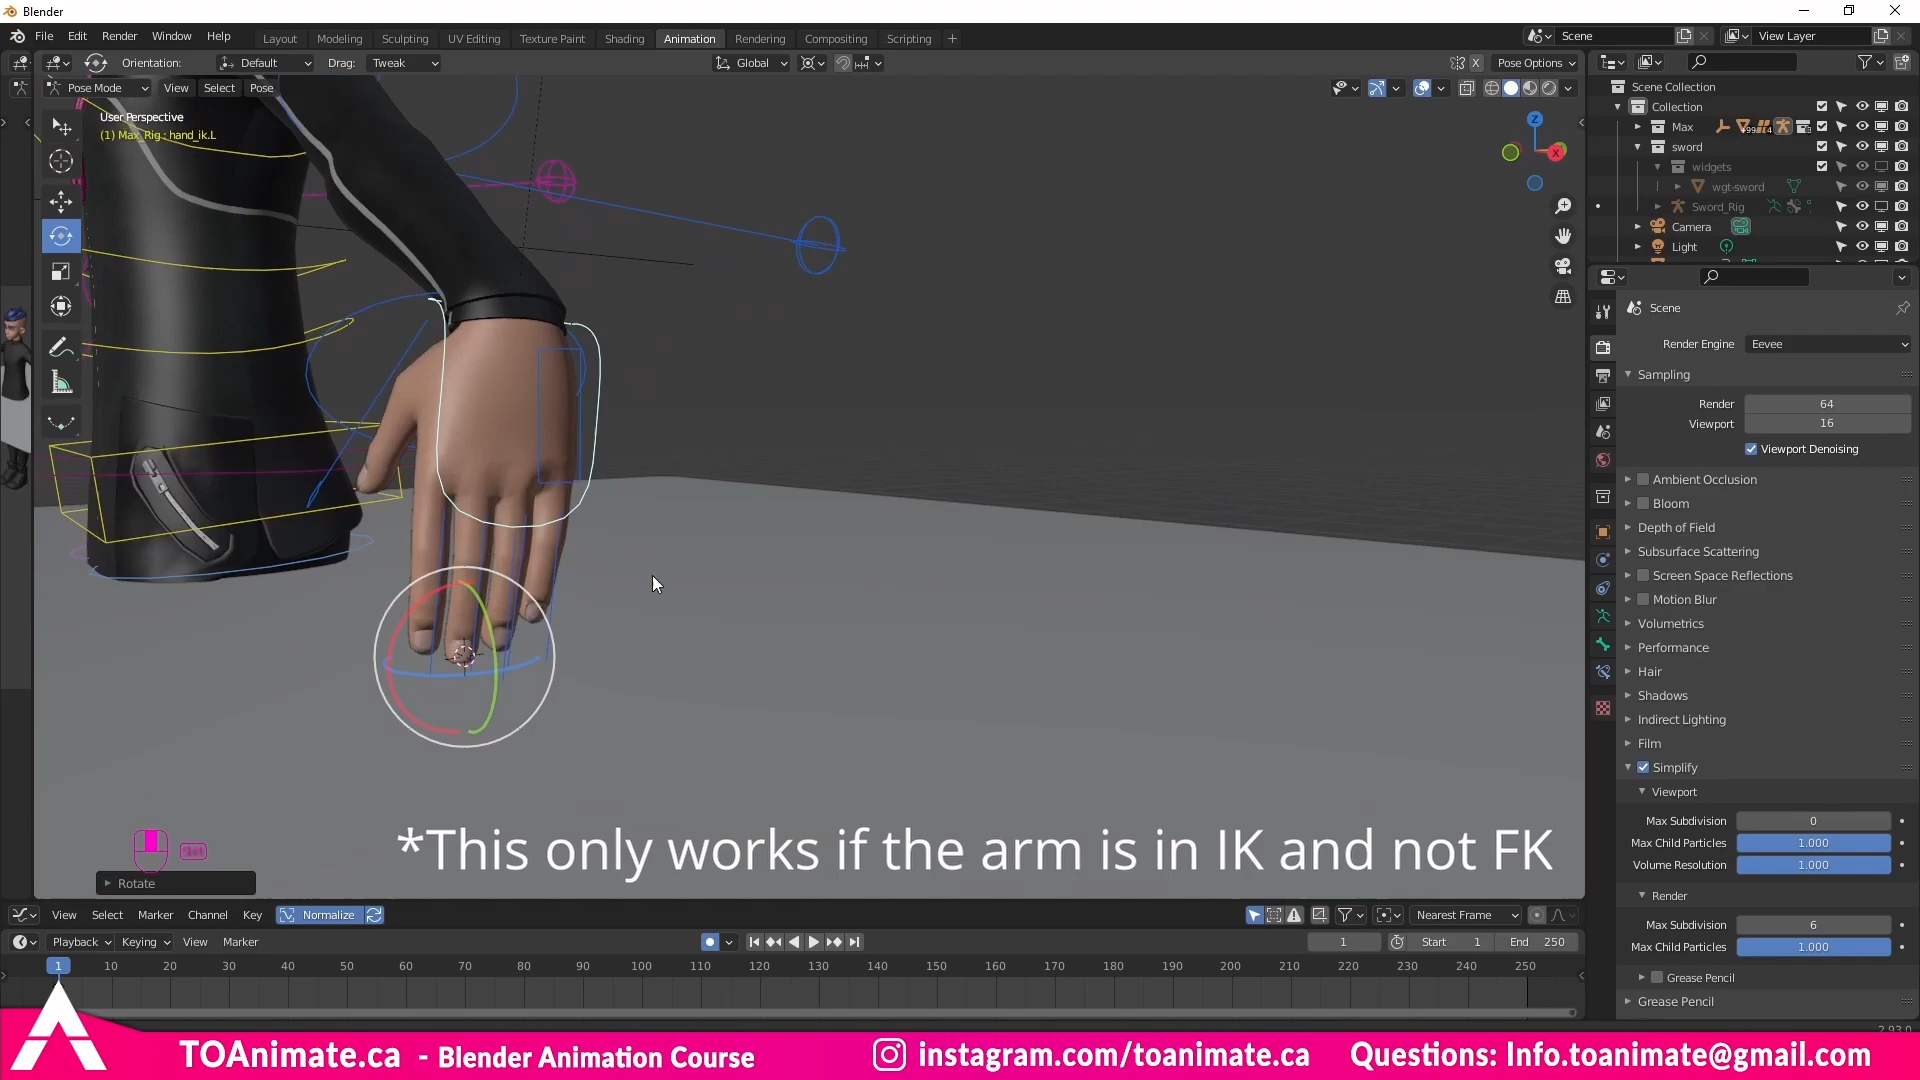 Blender
File Edit Render Window Help Layout Modeling Sculpting UV Editing Texture Paint Shading Animation Rendering Compositing Scripting + Scene View Layer
Orientation: Default Drag: Tweak Global X Pose Options
Pose Mode View Select Pose
User Perspective
(1) Max_Rig : hand_ik.L
Z
X
Scene Collection
Collection
Max
sword
widgets
wgt-sword
Sword_Rig
Camera
Light
Scene
Render Engine Eevee
Sampling
Render 64
Viewport 16
Viewport Denoising
Ambient Occlusion
Bloom
Depth of Field
Subsurface Scattering
Screen Space Reflections
Motion Blur
Volumetrics
Performance
Hair
Shadows
Indirect Lighting
Film
Simplify
Viewport
Max Subdivision 0
Max Child Particles 1.000
Volume Resolution 1.000
Render
Max Subdivision 6
Max Child Particles 1.000
Grease Pencil
Grease Pencil
*This only works if the arm is in IK and not FK
Rotate
View Select Marker Channel Key Normalize Nearest Frame
Playback Keying View Marker 1 Start 1 End 250
1 10 20 30 40 50 60 70 80 90 100 110 120 130 140 150 160 170 180 190 200 210 220 230 240 250
TOAnimate.ca - Blender Animation Course instagram.com/toanimate.ca Questions: Info.toanimate@gmail.com